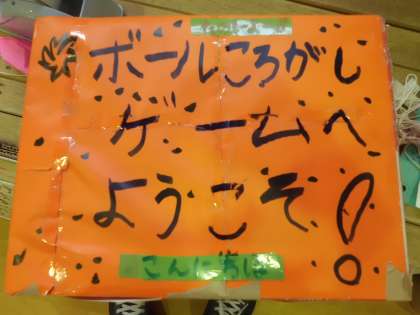 ボールころがし
ゲームへ
ようこそ!
こんにちは